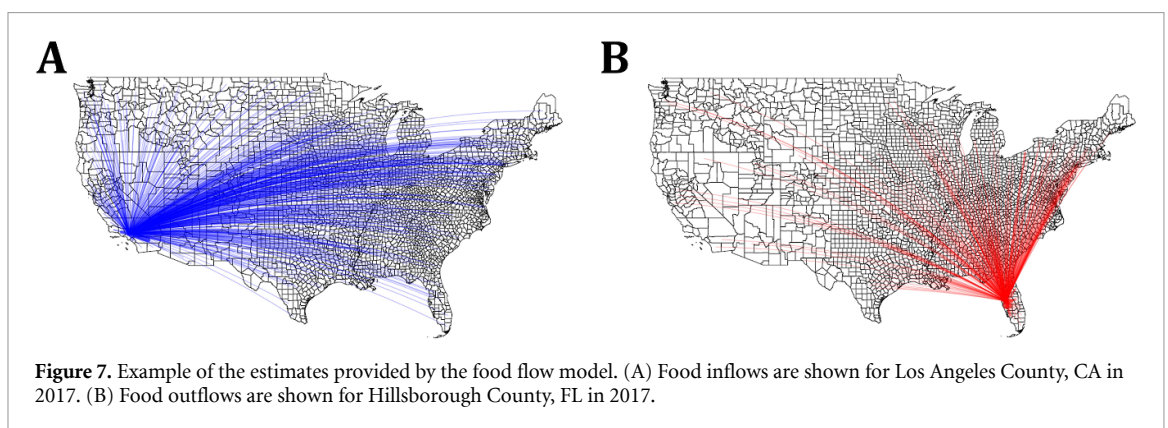 A
B
Figure 7. Example of the estimates provided by the food flow model. (A) Food inflows are shown for Los Angeles County, CA in
2017. (B) Food outflows are shown for Hillsborough County, FL in 2017.